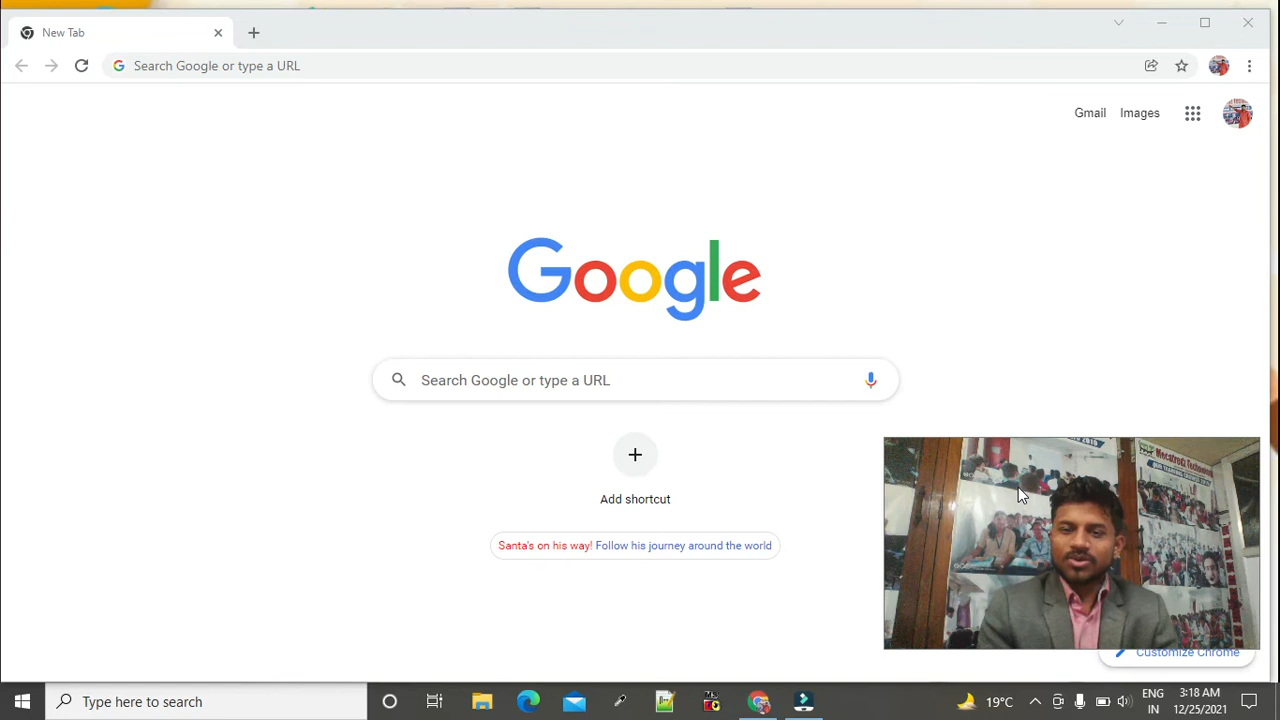 New Tab
Search Google or type a URL
Gmail
Images
Google
Search Google or type a URL
Add shortcut
Santa's on his way! Follow his journey around the world
Customize Chrome
Type here to search
19°C
ENG
IN
3:18 AM
12/25/2021